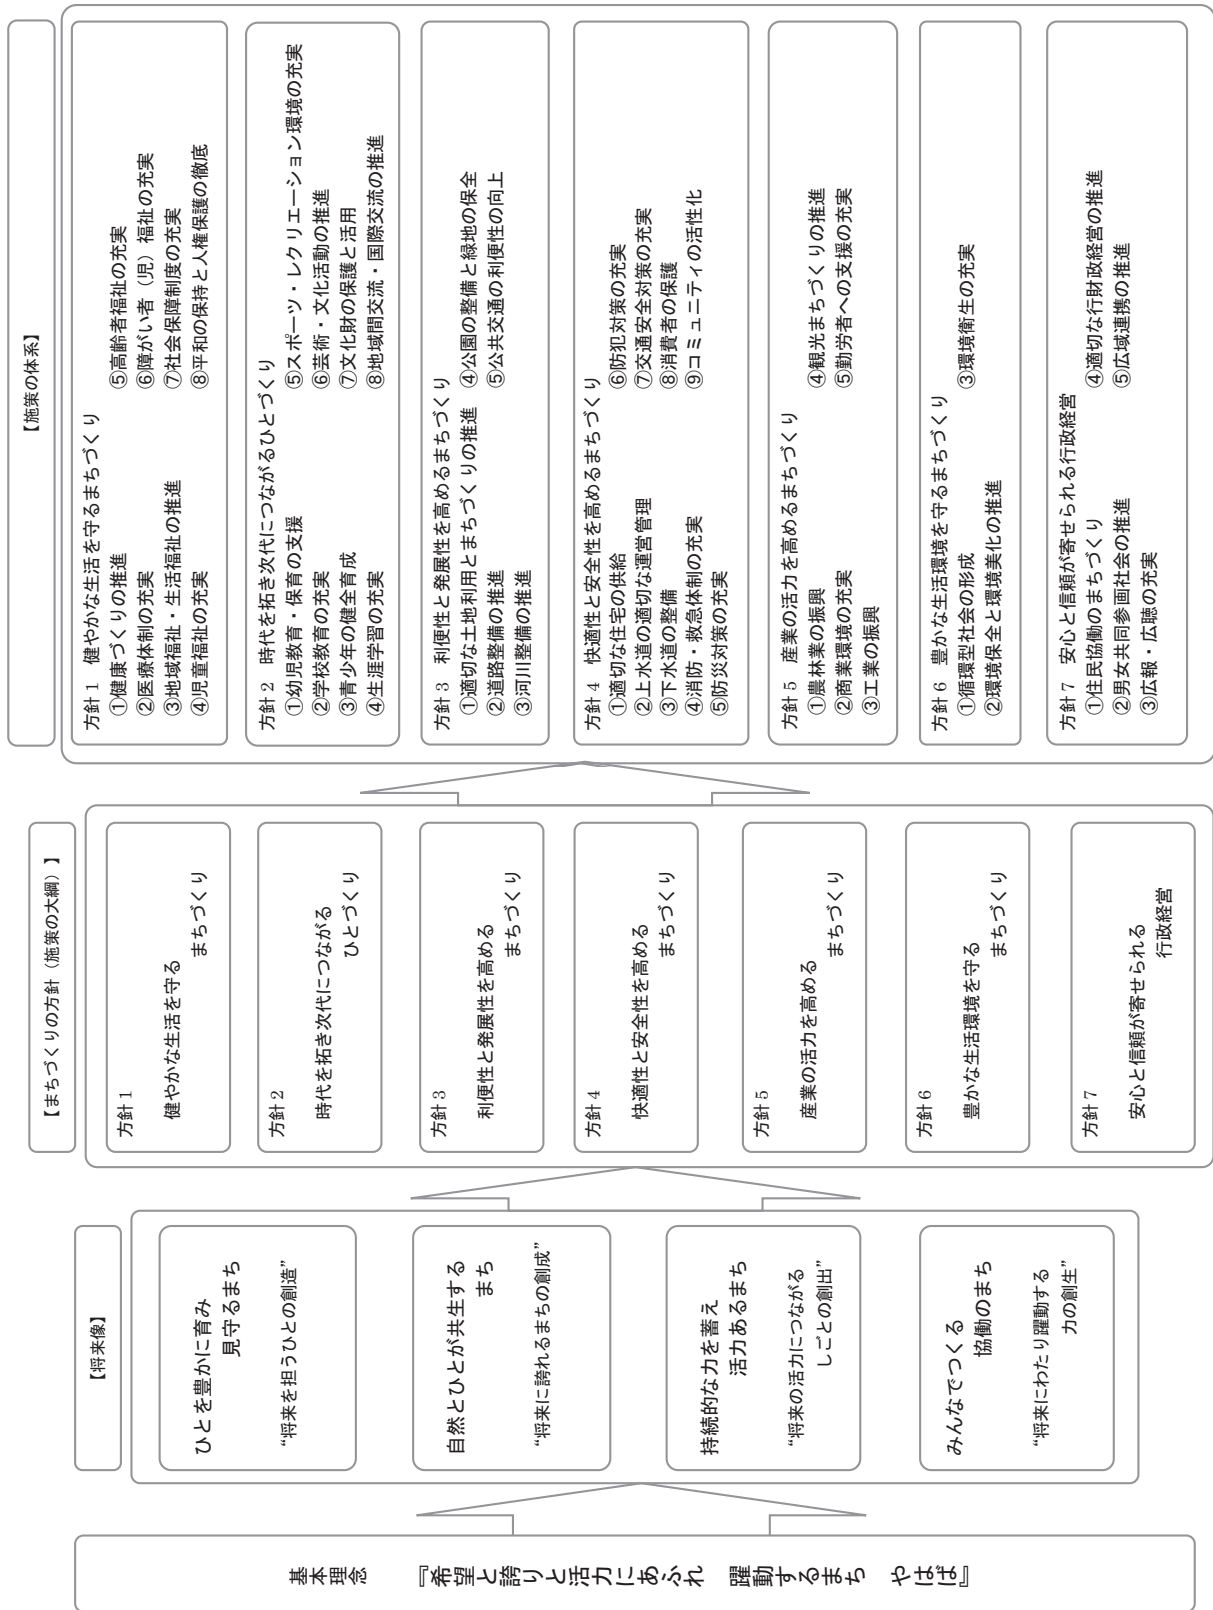 基本理念　『希望と誇りと活力にあふれ　躍動するまち　やはば』
【将来像】
ひとを豊かに育み
見守るまち
“将来を担うひとの創造”
自然とひとが共生する
まち
“将来に誇れるまちの創成”
持続的な力を蓄え
活力あるまち
“将来の活力につながる
しごとの創出”
みんなでつくる
協働のまち
“将来にわたり躍動する
力の創生”
【まちづくりの方針（施策の大綱）】
方針１
健やかな生活を守る
まちづくり
方針２
時代を拓き次代につながる
ひとづくり
方針３
利便性と発展性を高める
まちづくり
方針４
快適性と安全性を高める
まちづくり
方針５
産業の活力を高める
まちづくり
方針６
豊かな生活環境を守る
まちづくり
方針７
安心と信頼が寄せられる
行政経営
【施策の体系】
方針１　健やかな生活を守るまちづくり
①健康づくりの推進
②医療体制の充実
③地域福祉・生活福祉の推進
④児童福祉の充実
⑤高齢者福祉の充実
⑥障がい者（児）福祉の充実
⑦社会保障制度の充実
⑧平和の保持と人権保護の徹底
方針２　時代を拓き次代につながるひとづくり
①幼児教育・保育の支援
②学校教育の充実
③青少年の健全育成
④生涯学習の充実
⑤スポーツ・レクリエーション環境の充実
⑥芸術・文化活動の推進
⑦文化財の保護と活用
⑧地域間交流・国際交流の推進
方針３　利便性と発展性を高めるまちづくり
①適切な土地利用とまちづくりの推進
②道路整備の推進
③河川整備の推進
④公園の整備と緑地の保全
⑤公共交通の利便性の向上
方針４　快適性と安全性を高めるまちづくり
①適切な住宅の供給
②上水道の適切な運営管理
③下水道の整備
④消防・救急体制の充実
⑤防災対策の充実
⑥防犯対策の充実
⑦交通安全対策の充実
⑧消費者の保護
⑨コミュニティの活性化
方針５　産業の活力を高めるまちづくり
①農林業の振興
②商業環境の充実
③工業の振興
④観光まちづくりの推進
⑤勤労者への支援の充実
方針６　豊かな生活環境を守るまちづくり
①循環型社会の形成
②環境保全と環境美化の推進
③環境衛生の充実
方針７　安心と信頼が寄せられる行政経営
①住民協働のまちづくり
②男女共同参画社会の推進
③広報・広聴の充実
④適切な行財政経営の推進
⑤広域連携の推進